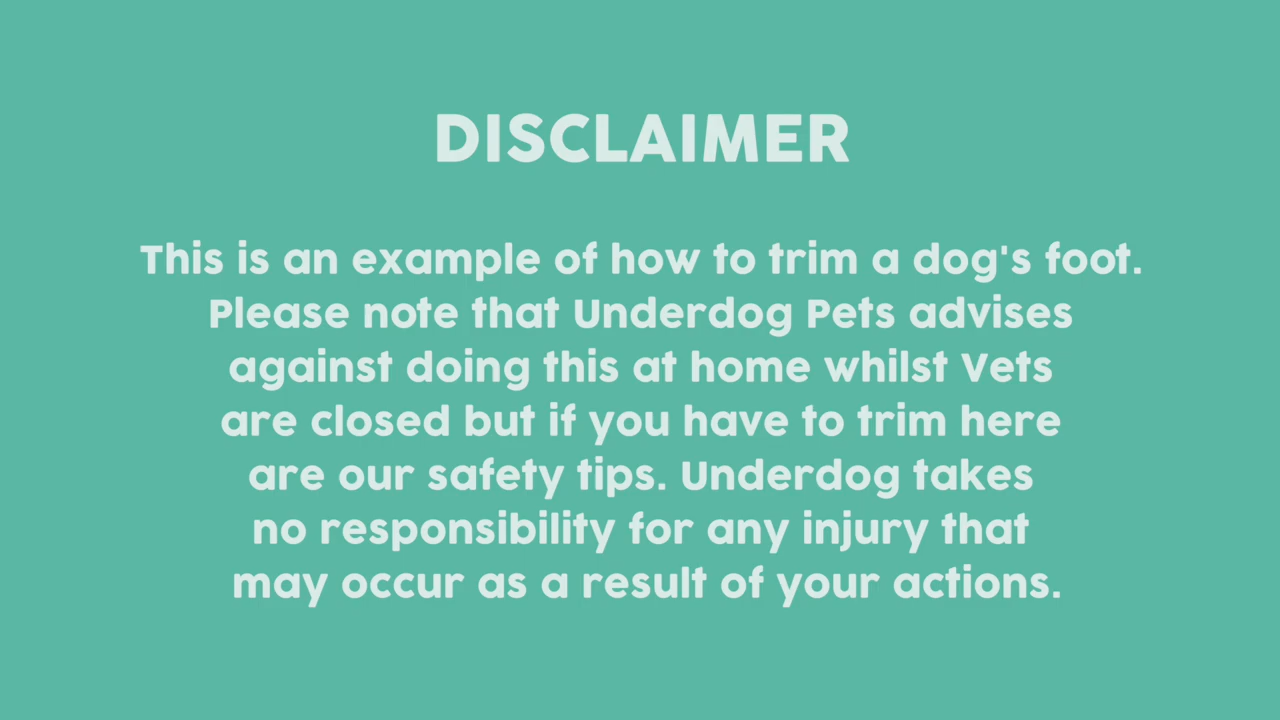 DISCLAIMER
This is an example of how to trim a dog's foot.
Please note that Underdog Pets advises
against doing this at home whilst Vets
are closed but if you have to trim here
are our safety tips. Underdog takes
no responsibility for any injury that
may occur as a result of your actions.